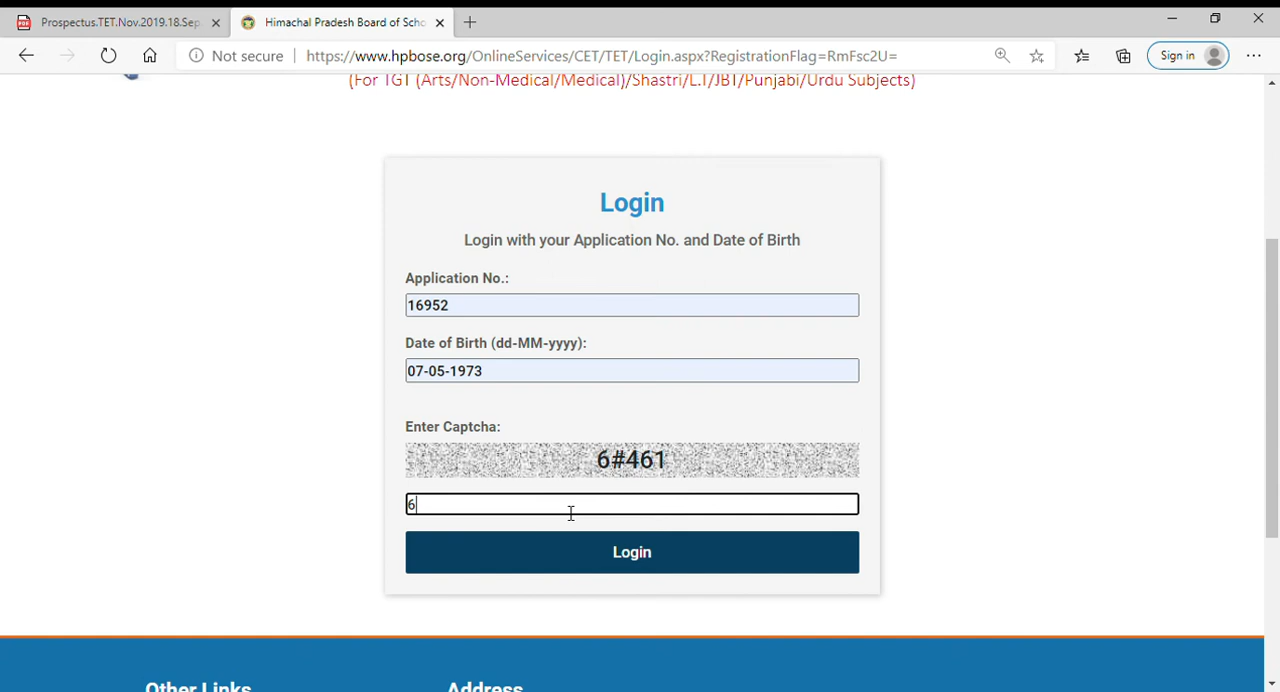 Prospectus.TET.Nov.2019.18.Sep
Himachal Pradesh Board of Scho
Not secure
https://www.hpbose.org/OnlineServices/CET/TET/Login.aspx?RegistrationFlag=RmFsc2U=
Sign in
(For TGT (Arts/Non-Medical/Medical)/Shastri/L.T/JBT/Punjabi/Urdu Subjects)
Login
Login with your Application No. and Date of Birth
Application No.:
16952
Date of Birth (dd-MM-yyyy):
07-05-1973
Enter Captcha:
6#461
6
Login
Other Links
Address